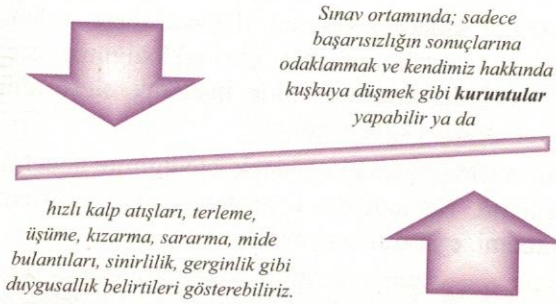 Sınav ortamında; sadece
başarısızlığın sonuçlarına
odaklanmak ve kendimiz hakkında
kuşkuya düşmek gibi kuruntular
yapabilir ya da
hızlı kalp atışları, terleme,
üşüme, kızarma, sararma, mide
bulantıları, sinirlilik, gerginlik gibi
duygusallık belirtileri gösterebiliriz.